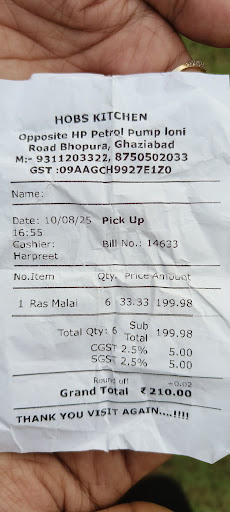 HOBS KITCHEN
Opposite HP Petrol Pump loni
Road Bhopura, Ghaziabad
M:- 9311203322, 8750502033
GST :09AAGCH9927E1Z0
Name:
Date: 10/08/25 Pick Up
16:55
Cashier: Bill No.: 14633
Harpreet
No.Item Qty. Price Amount
1 Ras Malai 6 33.33 199.98
Total Qty: 6 Sub Total 199.98
CGST 2.5% 5.00
SGST 2.5% 5.00
Round off +0.02
Grand Total ₹ 210.00
THANK YOU VISIT AGAIN....!!!!